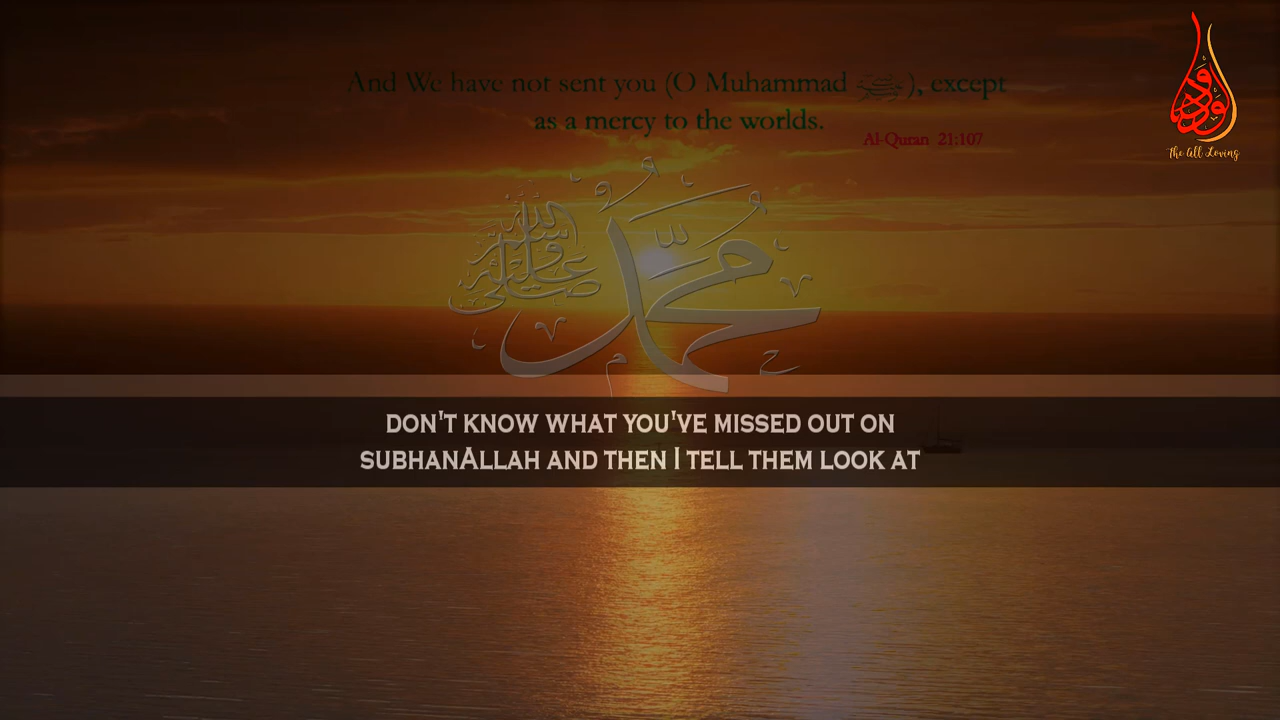 And We have not sent you (O Muhammad ﷺ), except
as a mercy to the worlds.
Al-Quran 21:107
الودود
The All Loving
محمد
صلى الله عليه وسلم
DON'T KNOW WHAT YOU'VE MISSED OUT ON
SUBHANALLAH AND THEN I TELL THEM LOOK AT